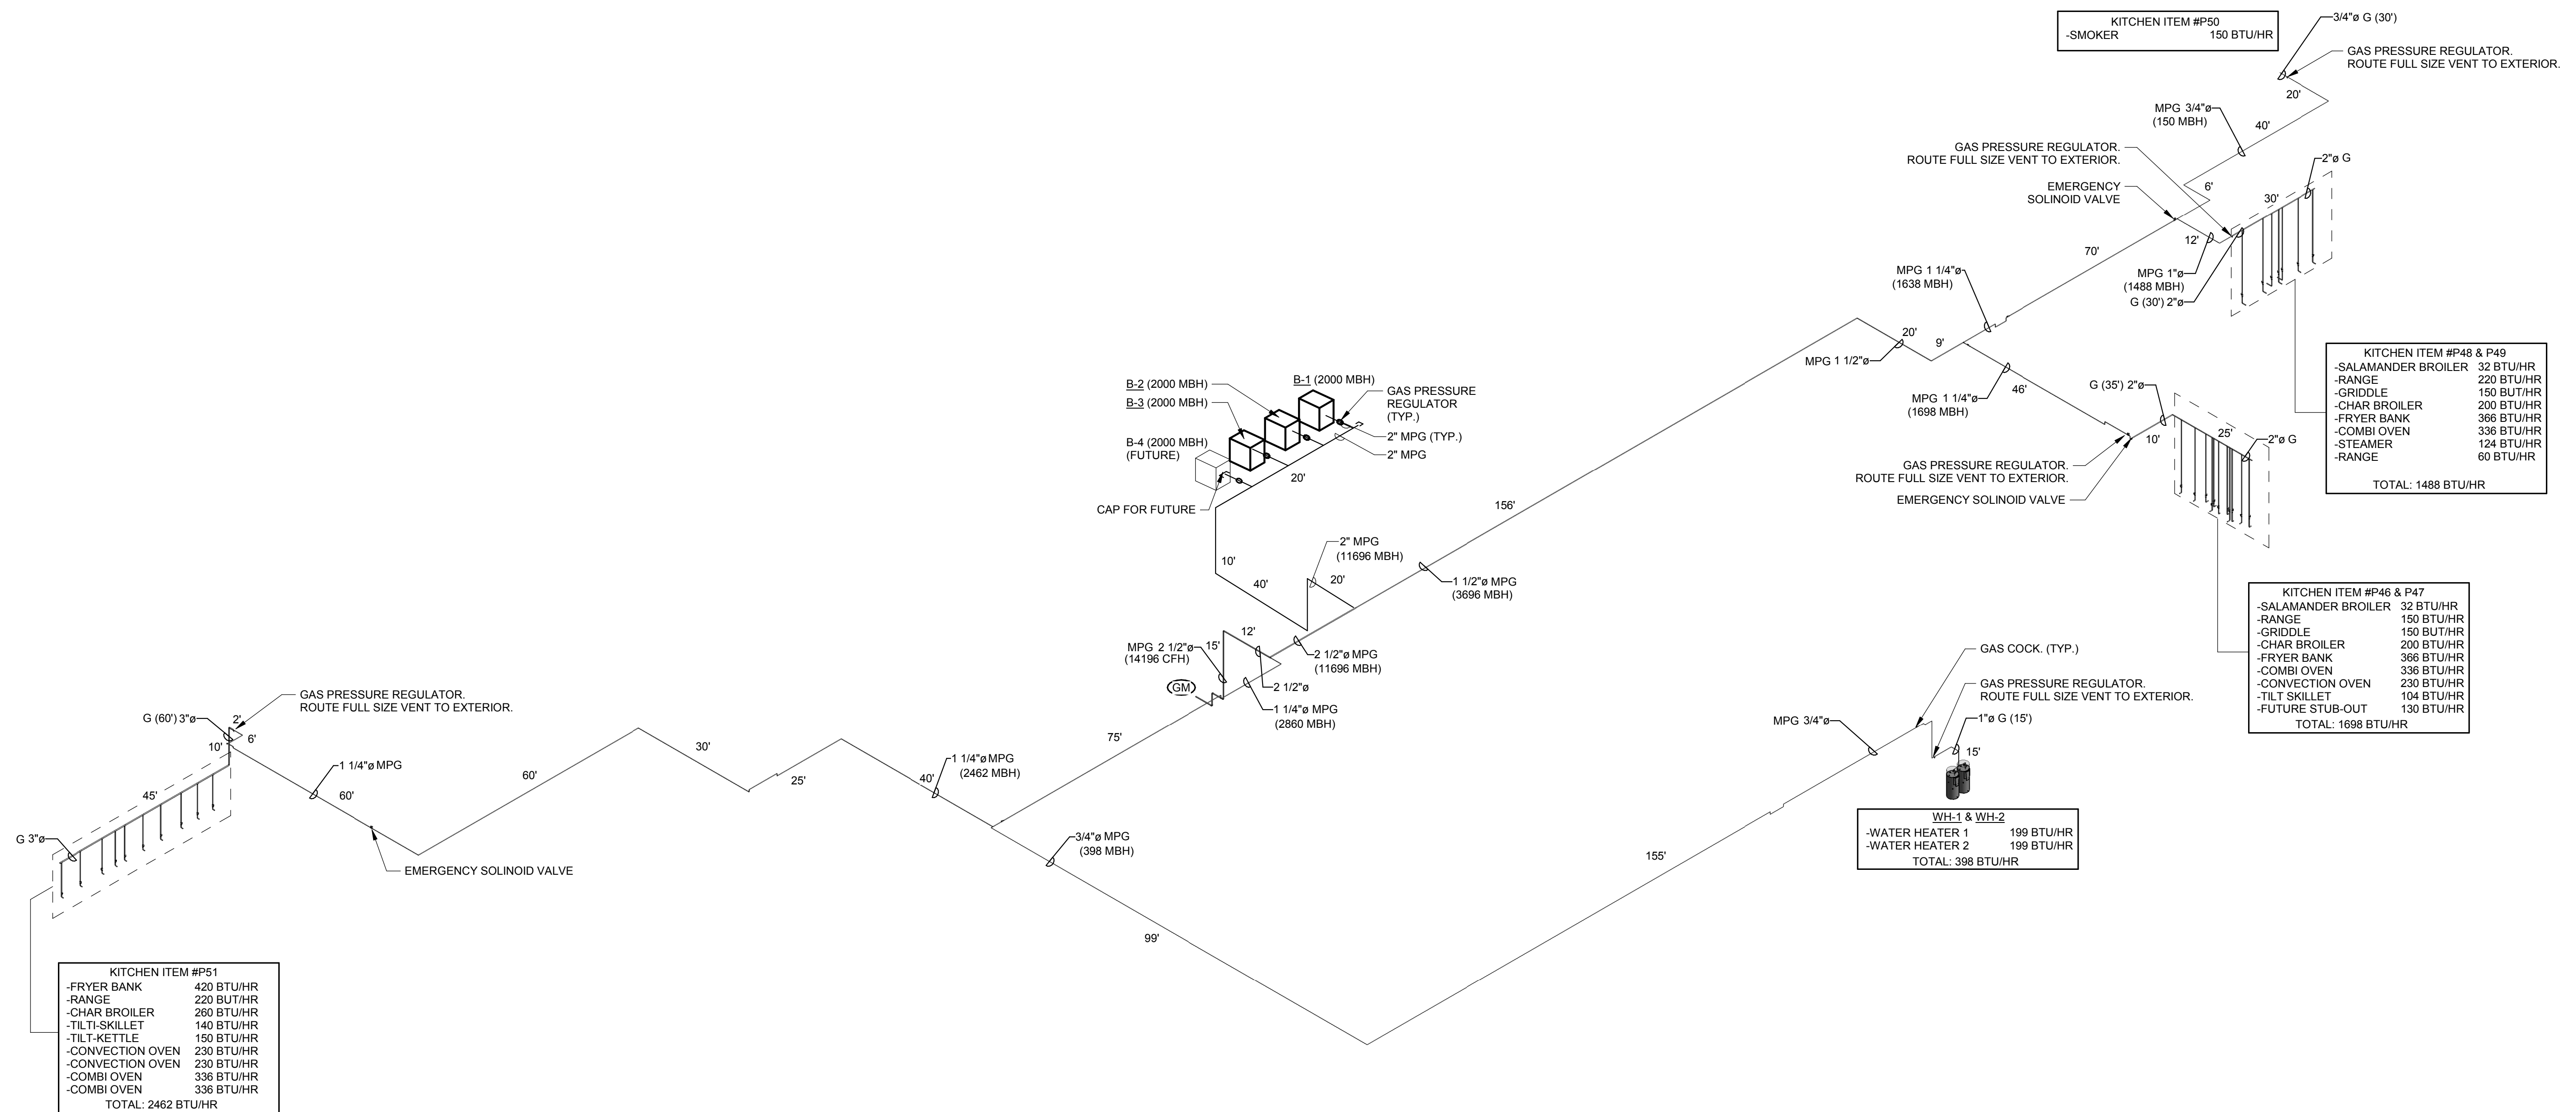 KITCHEN ITEM #P50
-SMOKER 150 BTU/HR
3/4"ø G (30')
GAS PRESSURE REGULATOR.
ROUTE FULL SIZE VENT TO EXTERIOR.
20'
MPG 3/4"ø
(150 MBH)
40'
GAS PRESSURE REGULATOR.
ROUTE FULL SIZE VENT TO EXTERIOR.
2"ø G
EMERGENCY
SOLINOID VALVE
6'
30'
12'
70'
MPG 1"ø
(1488 MBH)
G (30') 2"ø
MPG 1 1/4"ø
(1638 MBH)
20'
9'
MPG 1 1/2"ø
KITCHEN ITEM #P48 & P49
-SALAMANDER BROILER 32 BTU/HR
-RANGE 220 BTU/HR
-GRIDDLE 150 BUT/HR
-CHAR BROILER 200 BTU/HR
-FRYER BANK 366 BTU/HR
-COMBI OVEN 336 BTU/HR
-STEAMER 124 BTU/HR
-RANGE 60 BTU/HR
TOTAL: 1488 BTU/HR
46'
MPG 1 1/4"ø
(1698 MBH)
G (35') 2"ø
10'
25'
2"ø G
GAS PRESSURE REGULATOR.
ROUTE FULL SIZE VENT TO EXTERIOR.
EMERGENCY SOLINOID VALVE
B-2 (2000 MBH)
B-3 (2000 MBH)
B-1 (2000 MBH)
GAS PRESSURE
REGULATOR
(TYP.)
B-4 (2000 MBH)
(FUTURE)
2" MPG (TYP.)
2" MPG
20'
CAP FOR FUTURE
156'
10'
40'
2" MPG
(11696 MBH)
20'
1 1/2"ø MPG
(3696 MBH)
KITCHEN ITEM #P46 & P47
-SALAMANDER BROILER 32 BTU/HR
-RANGE 150 BTU/HR
-GRIDDLE 150 BUT/HR
-CHAR BROILER 200 BTU/HR
-FRYER BANK 366 BTU/HR
-COMBI OVEN 336 BTU/HR
-CONVECTION OVEN 230 BTU/HR
-TILT SKILLET 104 BTU/HR
-FUTURE STUB-OUT 130 BTU/HR
TOTAL: 1698 BTU/HR
12'
MPG 2 1/2"ø
(14196 CFH)
15'
2 1/2"ø MPG
(11696 MBH)
GM
2 1/2"ø
1 1/4"ø MPG
(2860 MBH)
GAS COCK. (TYP.)
GAS PRESSURE REGULATOR.
ROUTE FULL SIZE VENT TO EXTERIOR.
MPG 3/4"ø
1"ø G (15')
15'
WH-1 & WH-2
-WATER HEATER 1 199 BTU/HR
-WATER HEATER 2 199 BTU/HR
TOTAL: 398 BTU/HR
155'
GAS PRESSURE REGULATOR.
ROUTE FULL SIZE VENT TO EXTERIOR.
G (60') 3"ø
2'
6'
10'
1 1/4"ø MPG
60'
60'
30'
25'
40'
1 1/4"ø MPG
(2462 MBH)
75'
45'
G 3"ø
EMERGENCY SOLINOID VALVE
3/4"ø MPG
(398 MBH)
99'
KITCHEN ITEM #P51
-FRYER BANK 420 BTU/HR
-RANGE 220 BUT/HR
-CHAR BROILER 260 BTU/HR
-TILTI-SKILLET 140 BTU/HR
-TILT-KETTLE 150 BTU/HR
-CONVECTION OVEN 230 BTU/HR
-CONVECTION OVEN 230 BTU/HR
-COMBI OVEN 336 BTU/HR
-COMBI OVEN 336 BTU/HR
TOTAL: 2462 BTU/HR